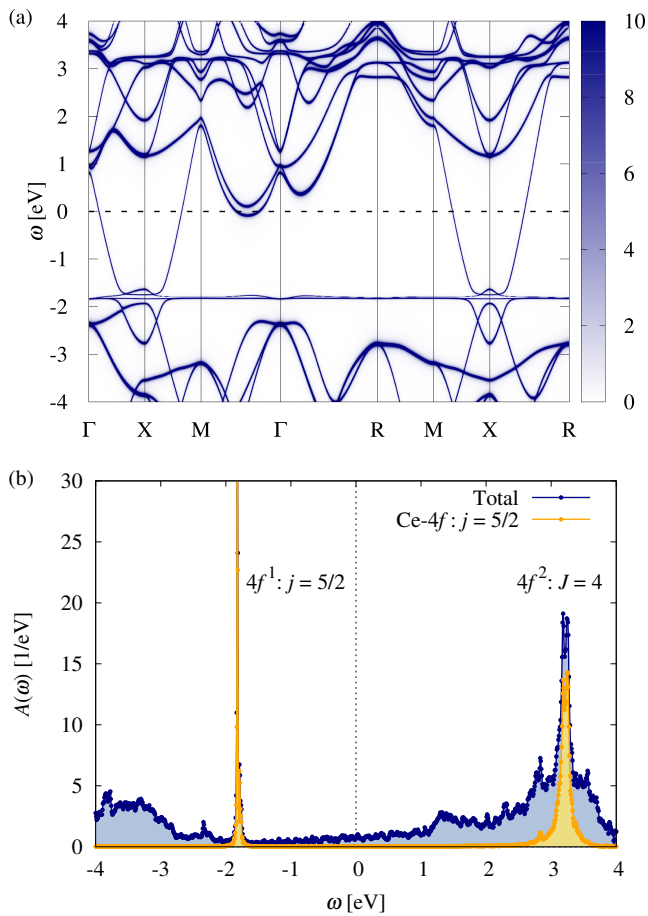 (a)
4
3
2
1
0
-1
-2
-3
-4
ω [eV]
Γ X M Γ R M X R
10
8
6
4
2
0
(b)
30
25
20
15
10
5
0
A(ω) [1/eV]
Total
Ce-4f : j = 5/2
4f¹: j = 5/2
4f²: J = 4
-4 -3 -2 -1 0 1 2 3 4
ω [eV]